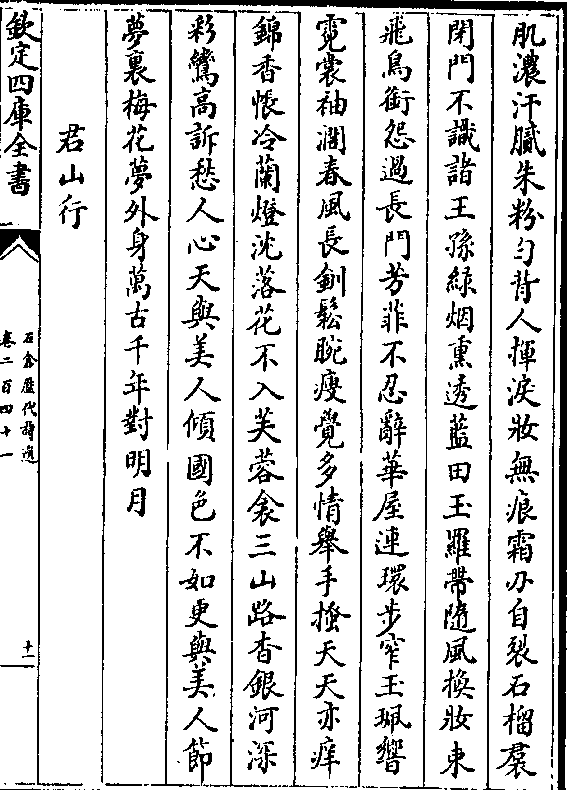 肌濃汗膩朱粉勻背人揮淚妝無痕霜刀自裂石榴裙
閉門不識諸王孫綠烟熏透藍田玉羅帶隨風換妝束
飛鳥銜怨過長門芳菲不忍辭華屋連環步窄玉珮響
霓裳袖濶春風長釧鬆腕瘦覺多情舉手搔天天亦痒
錦香帳冷蘭燈沈落花不入芙蓉衾三山路杳銀河深
彩鸞高訴愁人心天與美人傾國色不如更與美人節
夢裏梅花夢外身萬古千年對明月
君山行
欽定四庫全書
石倉歷代詩選
卷二百四十一
十一